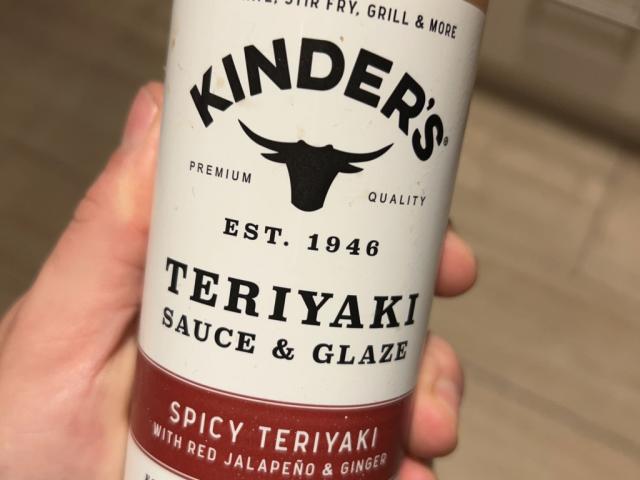 STIR FRY, GRILL & MORE
KINDER'S®
PREMIUM QUALITY
EST. 1946
TERIYAKI
SAUCE & GLAZE
SPICY TERIYAKI
WITH RED JALAPEÑO & GINGER